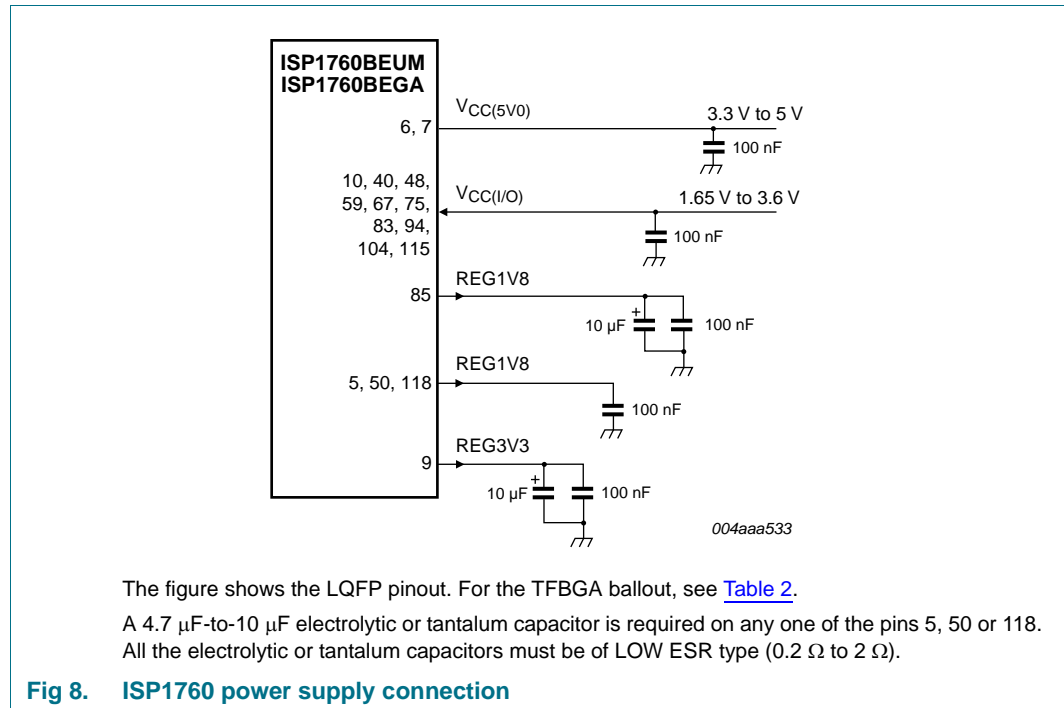 ISP1760BEUM
ISP1760BEGA
VCC(5V0)
3.3 V to 5 V
6, 7
100 nF
10, 40, 48,
59, 67, 75,
83, 94,
104, 115
VCC(I/O)
1.65 V to 3.6 V
100 nF
REG1V8
85
+
10 μF
100 nF
REG1V8
5, 50, 118
100 nF
REG3V3
9
+
10 μF
100 nF
004aaa533
The figure shows the LQFP pinout. For the TFBGA ballout, see Table 2.
A 4.7 μF-to-10 μF electrolytic or tantalum capacitor is required on any one of the pins 5, 50 or 118.
All the electrolytic or tantalum capacitors must be of LOW ESR type (0.2 Ω to 2 Ω).
Fig 8. ISP1760 power supply connection